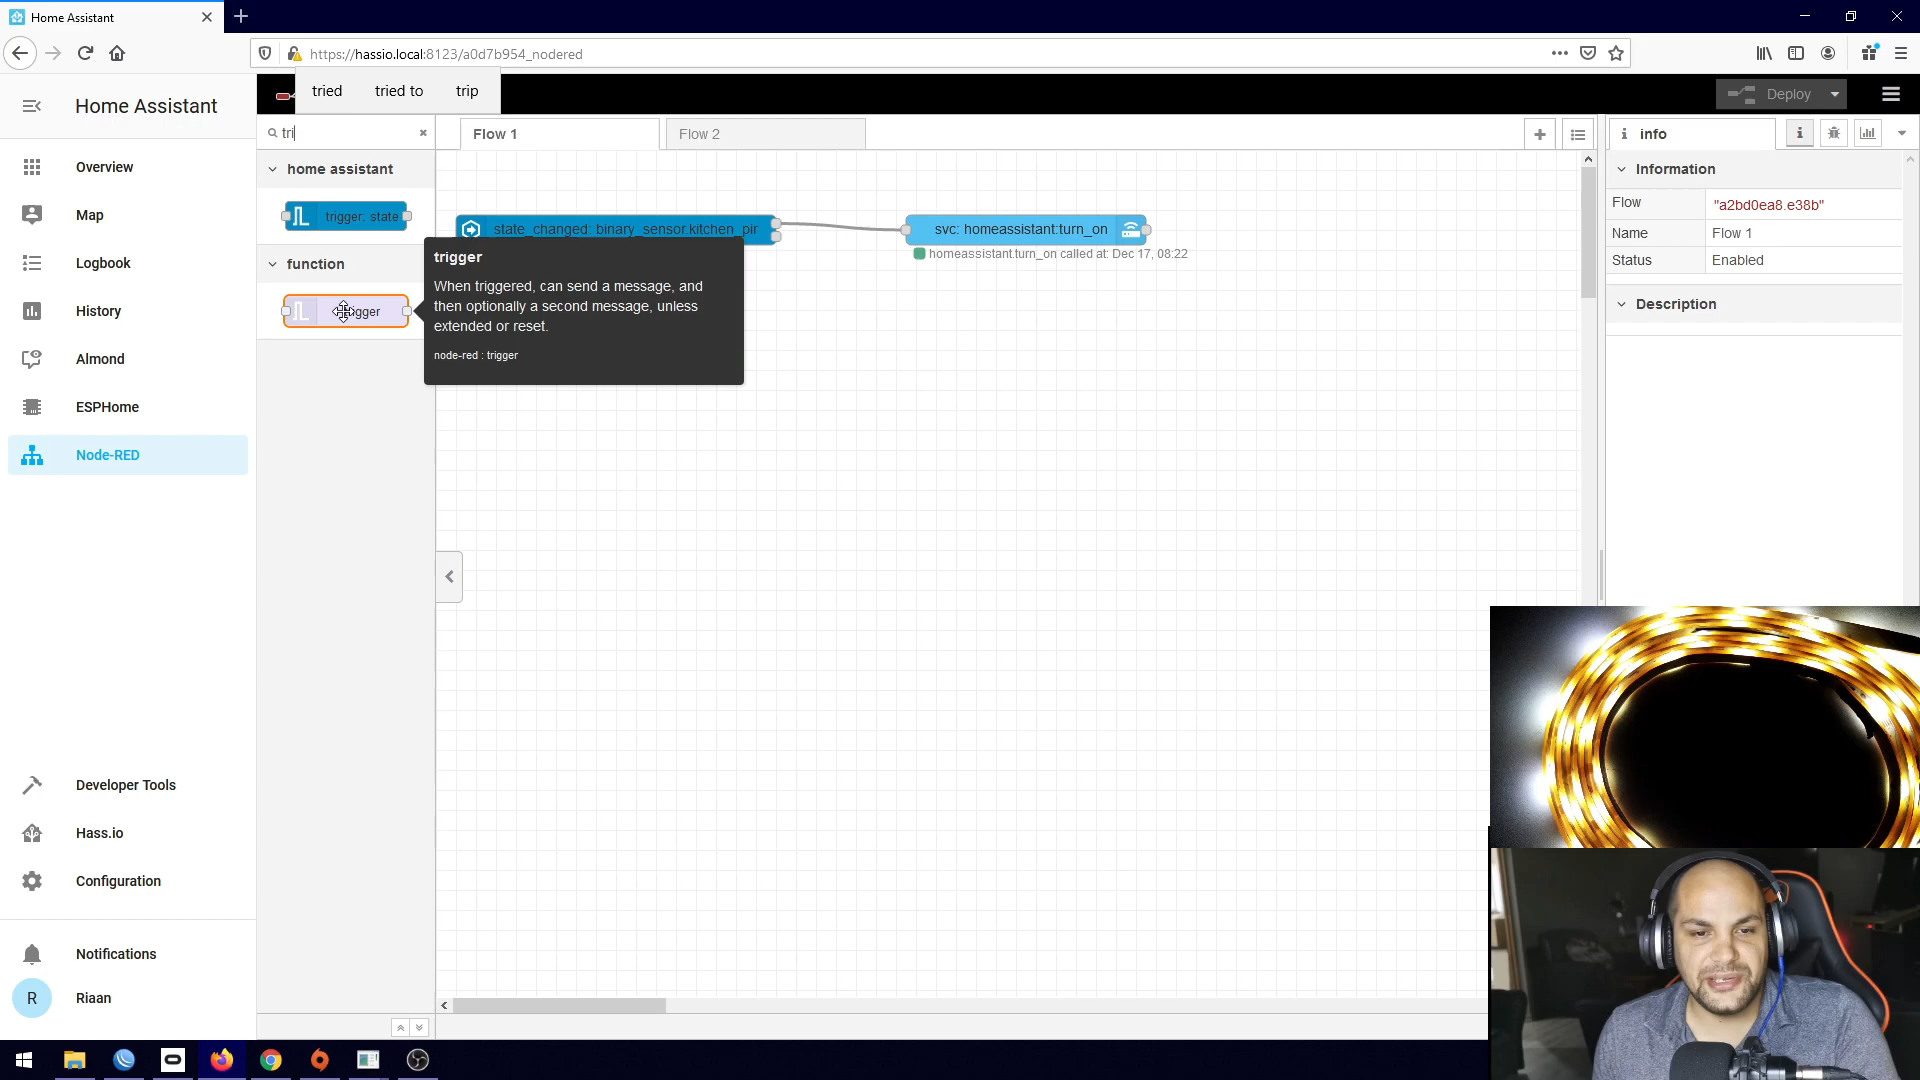 Home Assistant
https://hassio.local:8123/a0d7b954_nodered
Home Assistant
tried tried to trip
Deploy
tri
Flow 1
Flow 2
info
Overview
Map
Logbook
History
Almond
ESPHome
Node-RED
Developer Tools
Hass.io
Configuration
Notifications
R Riaan
home assistant
trigger: state
function
trigger
state_changed: binary_sensor.kitchen_pir
svc: homeassistant:turn_on
homeassistant.turn_on called at: Dec 17, 08:22
trigger
When triggered, can send a message, and
then optionally a second message, unless
extended or reset.
node-red : trigger
Information
Flow "a2bd0ea8.e38b"
Name Flow 1
Status Enabled
Description